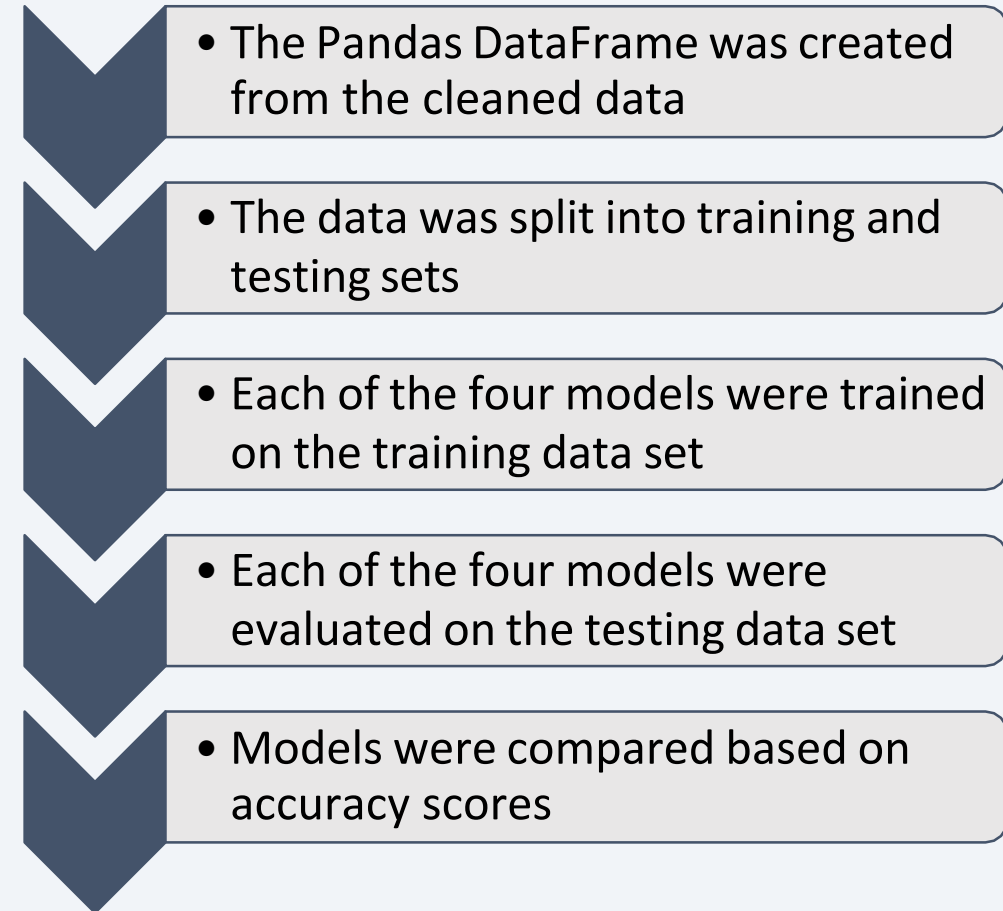 • The Pandas DataFrame was created
from the cleaned data
• The data was split into training and
testing sets
• Each of the four models were trained
on the training data set
• Each of the four models were
evaluated on the testing data set
• Models were compared based on
accuracy scores